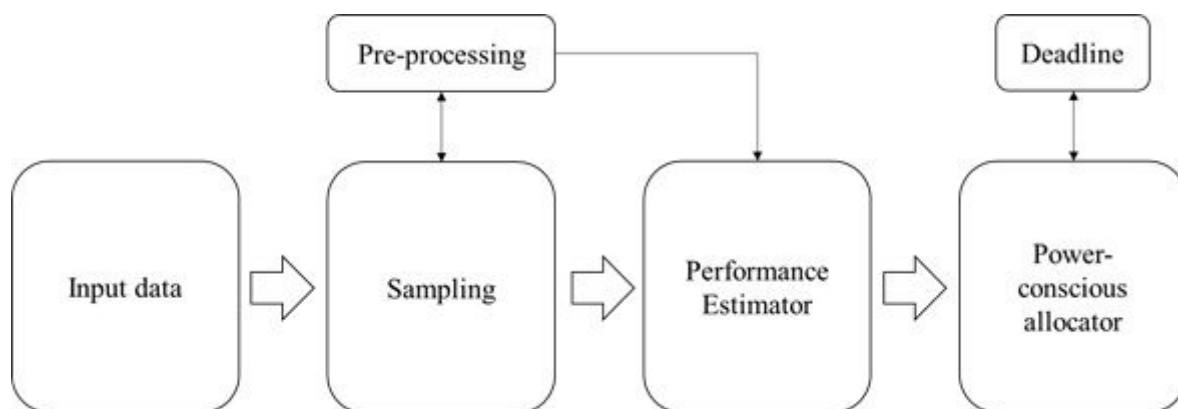 Pre-processing
Deadline
Input data
Sampling
Performance
Estimator
Power-
conscious
allocator